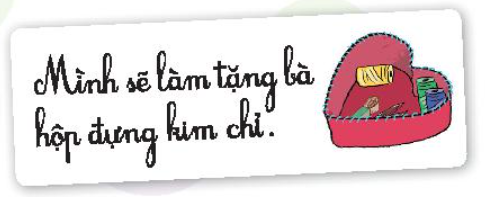 Mình sẽ làm tặng bà
hộp đựng kim chỉ.